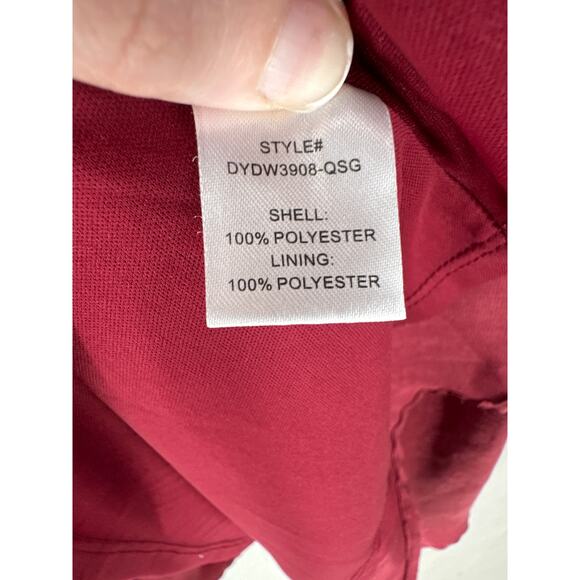 STYLE#
DYDW3908-QSG
SHELL:
100% POLYESTER
LINING:
100% POLYESTER